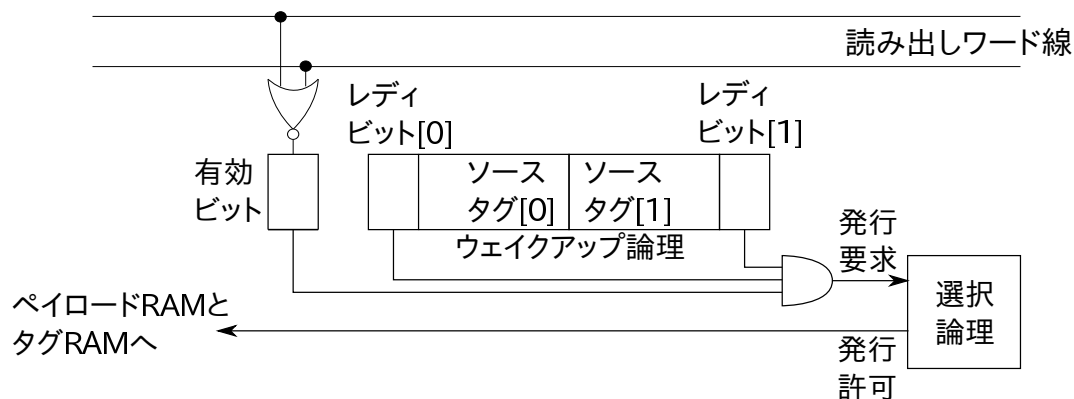 読み出しワード線
レディ
ビット[0]
レディ
ビット[1]
有効
ビット
ソース
タグ[0]
ソース
タグ[1]
ウェイクアップ論理
発行
要求
選択
論理
ペイロードRAMと
タグRAMへ
発行
許可